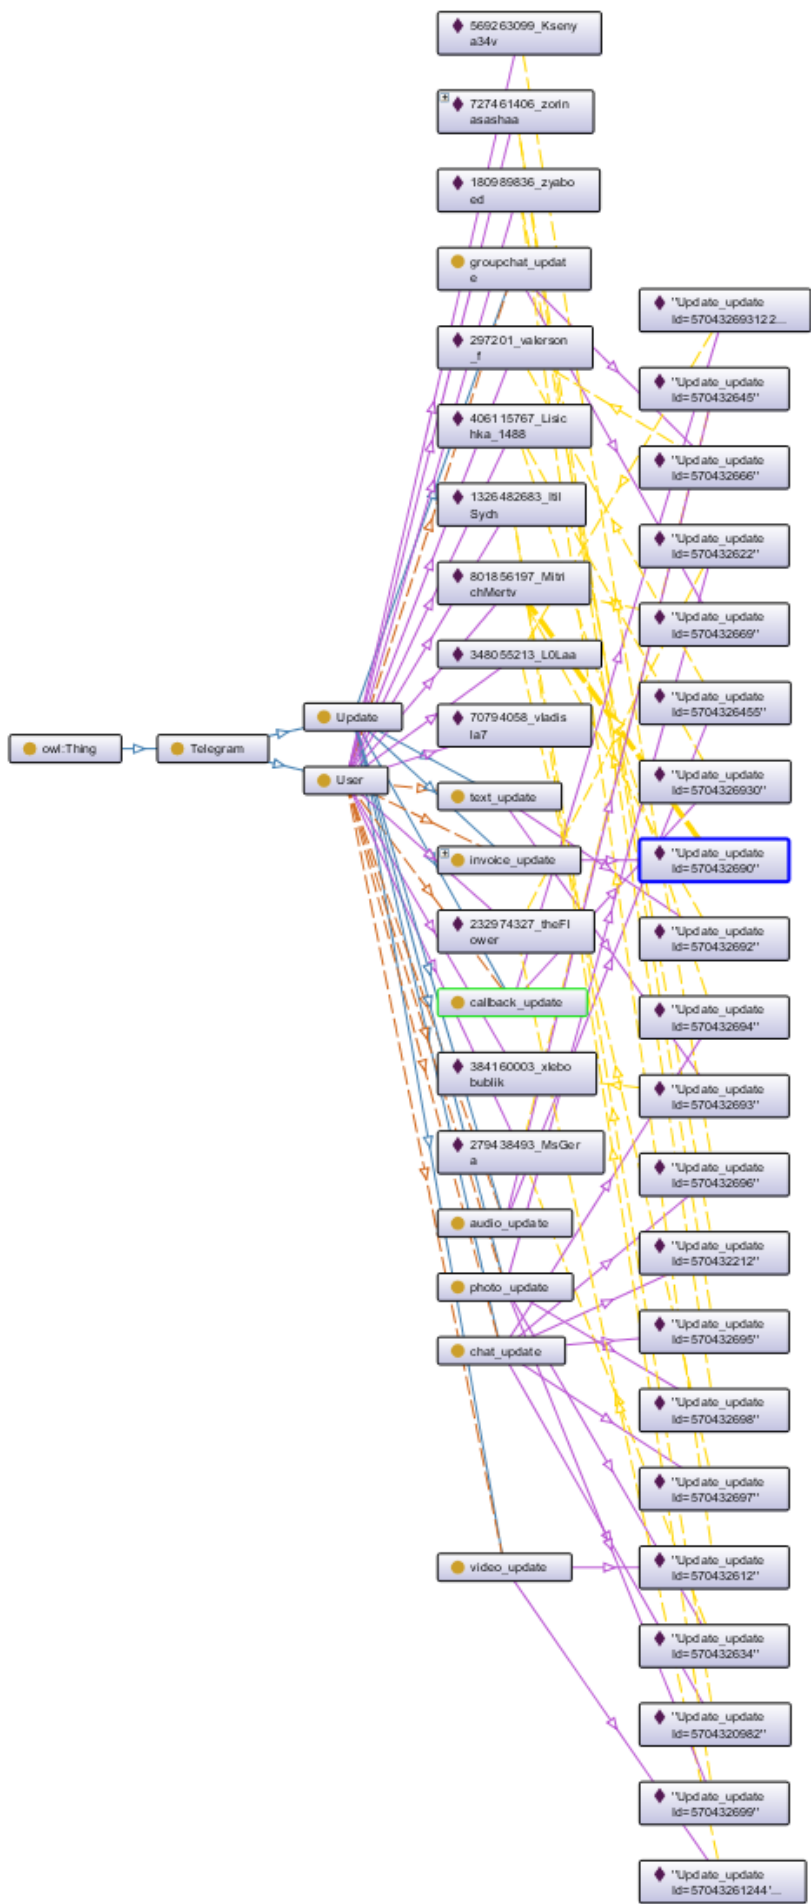 569263099_Kseny
a34v
727461406_zorin
asashaa
180989836_zyabo
ed
groupchat_updat
e
297201_valerson
_f
406115767_Lisic
hka_1488
1326482683_Itil
Sych
801856197_Mitri
chMertv
348055213_L0Laa
70794058_vladis
la7
owl:Thing
Telegram
Update
User
text_update
invoice_update
232974327_theFl
ower
callback_update
384160003_xlebo
bublik
279438493_MsGer
a
audio_update
photo_update
chat_update
video_update
"Update_update
Id=570432693122...
"Update_update
Id=570432645"
"Update_update
Id=570432666"
"Update_update
Id=570432622"
"Update_update
Id=570432669"
"Update_update
Id=5704326455"
"Update_update
Id=5704326930"
"Update_update
Id=570432690"
"Update_update
Id=570432692"
"Update_update
Id=570432694"
"Update_update
Id=570432693"
"Update_update
Id=570432696"
"Update_update
Id=570432212"
"Update_update
Id=570432695"
"Update_update
Id=570432698"
"Update_update
Id=570432697"
"Update_update
Id=570432612"
"Update_update
Id=570432634"
"Update_update
Id=5704320982"
"Update_update
Id=570432699"
"Update_update
Id=57043261244'...